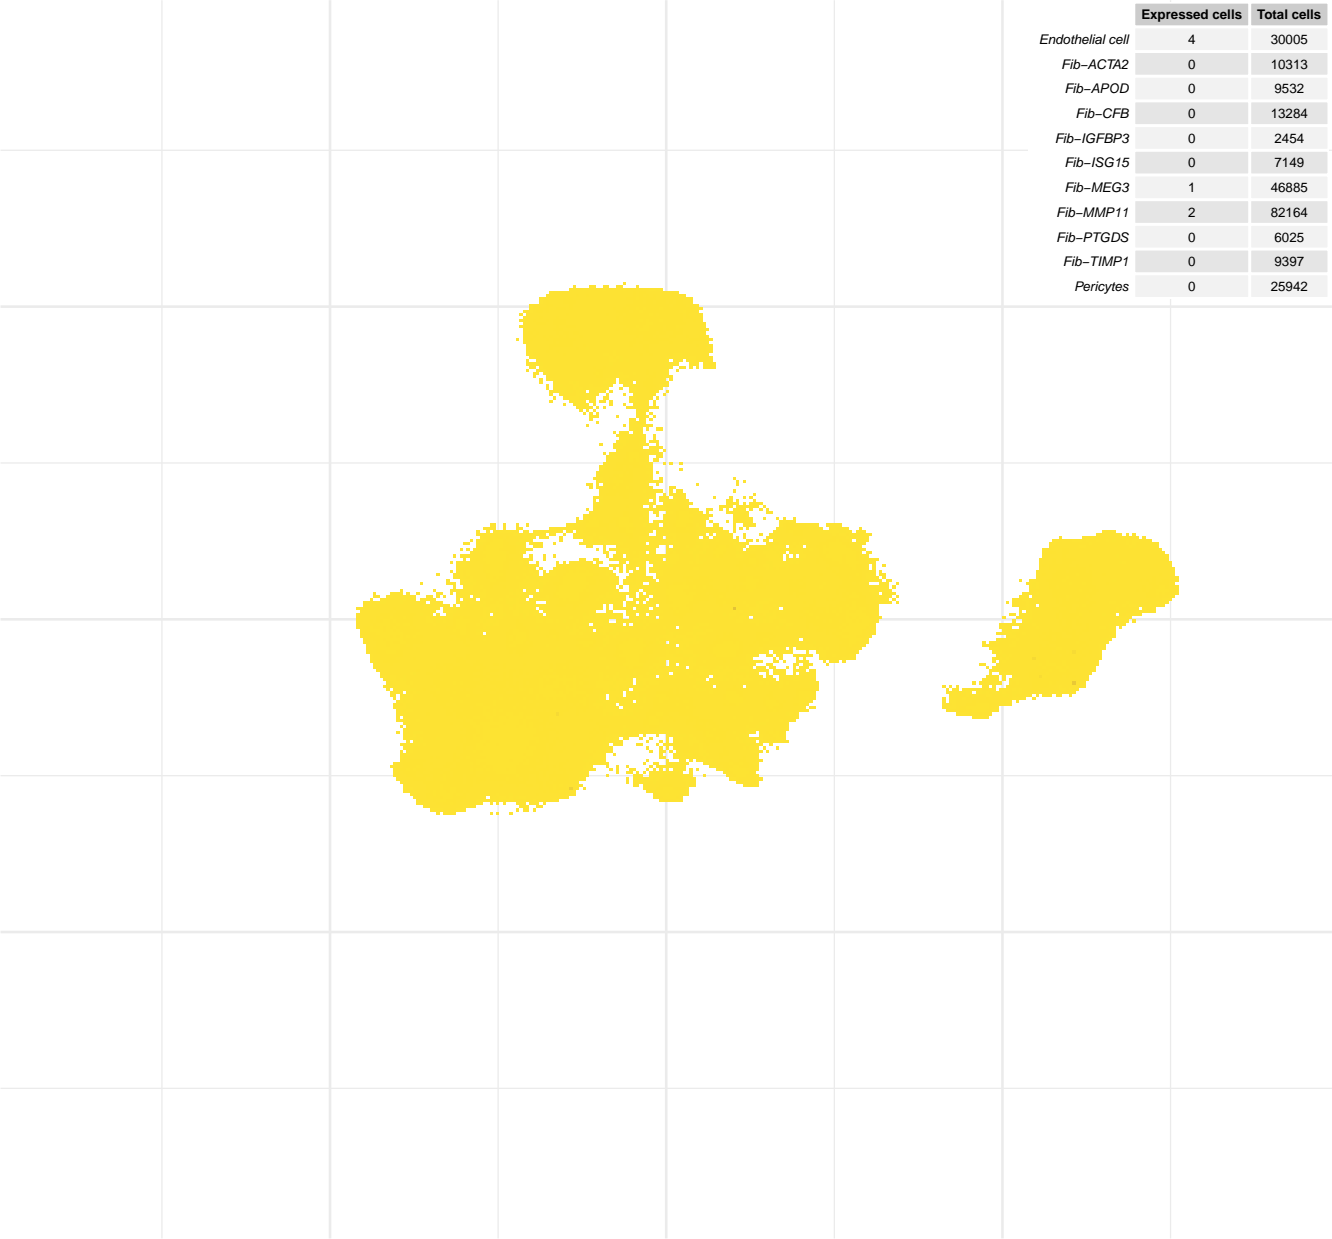 Expressed cells Total cells
Endothelial cell 4 30005
Fib−ACTA2 0 10313
Fib−APOD 0 9532
Fib−CFB 0 13284
Fib−IGFBP3 0 2454
Fib−ISG15 0 7149
Fib−MEG3 1 46885
Fib−MMP11 2 82164
Fib−PTGDS 0 6025
Fib−TIMP1 0 9397
Pericytes 0 25942